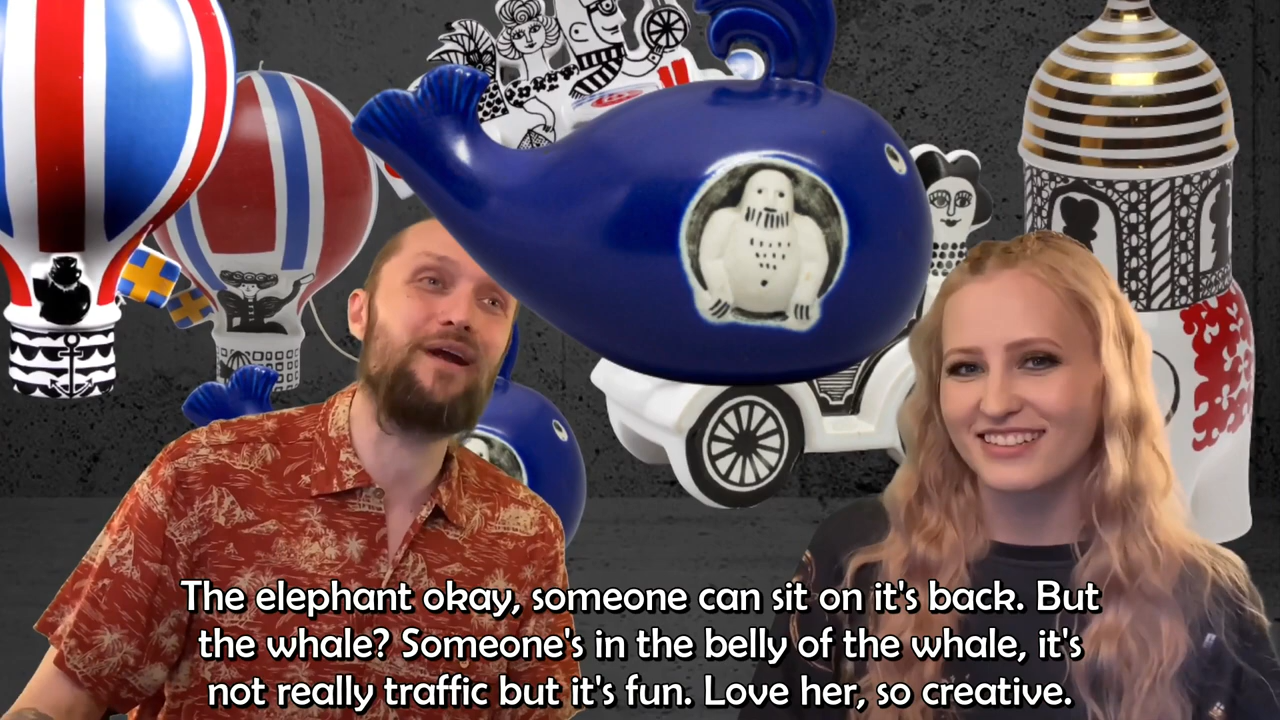 The elephant okay, someone can sit on it's back. But
the whale? Someone's in the belly of the whale, it's
not really traffic but it's fun. Love her, so creative.